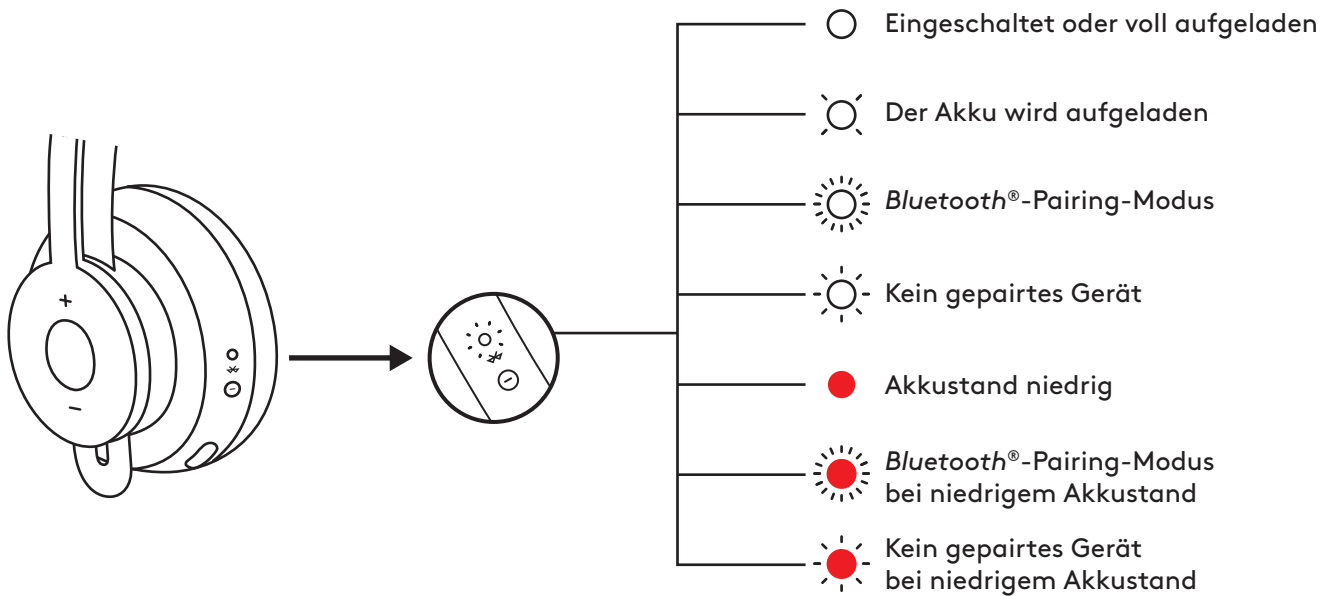 Eingeschaltet oder voll aufgeladen
Der Akku wird aufgeladen
Bluetooth®-Pairing-Modus
Kein gepairtes Gerät
Akkustand niedrig
Bluetooth®-Pairing-Modus
bei niedrigem Akkustand
Kein gepairtes Gerät
bei niedrigem Akkustand